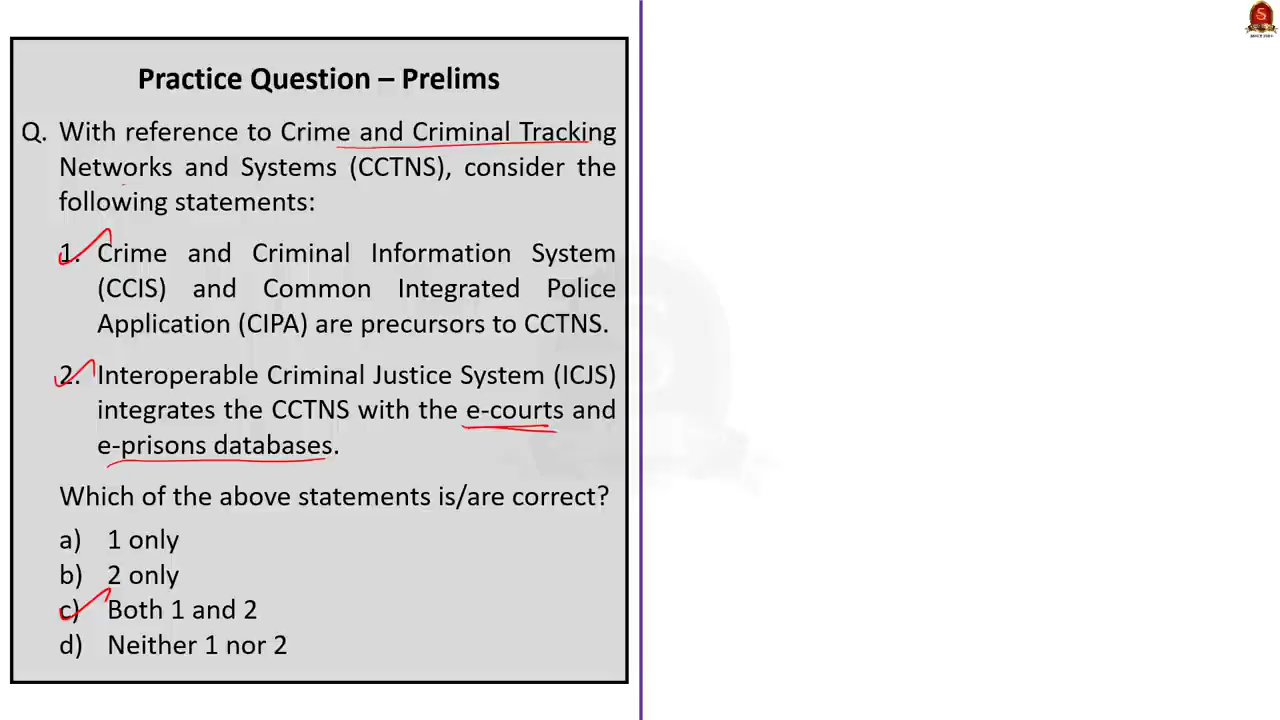 Practice Question – Prelims
Q. With reference to Crime and Criminal Tracking
Networks and Systems (CCTNS), consider the
following statements:
1. Crime and Criminal Information System
(CCIS) and Common Integrated Police
Application (CIPA) are precursors to CCTNS.
2. Interoperable Criminal Justice System (ICJS)
integrates the CCTNS with the e-courts and
e-prisons databases.
Which of the above statements is/are correct?
a) 1 only
b) 2 only
c) Both 1 and 2
d) Neither 1 nor 2
S